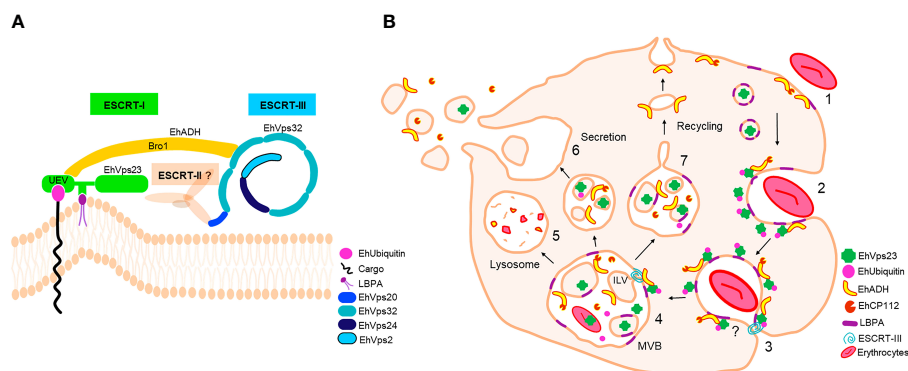 A
ESCRT-I
ESCRT-III
EhVps32
EhADH
Bro1
EhVps23
UEV
ESCRT-II ?
EhUbiquitin
Cargo
LBPA
EhVps20
EhVps32
EhVps24
EhVps2
B
1
Secretion
Recycling
6
7
2
5
Lysosome
ILV
4
MVB
?
3
EhVps23
EhUbiquitin
EhADH
EhCP112
LBPA
ESCRT-III
Erythrocytes